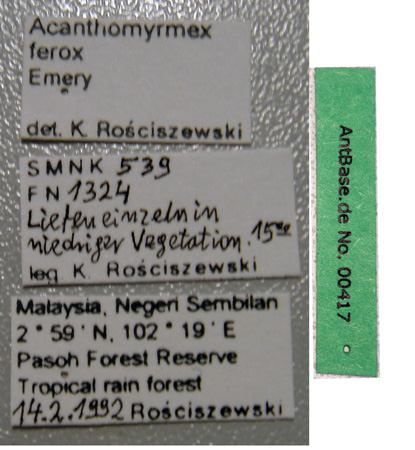 Acanthomyrmex
ferox
Emery
det. K. Rościszewski
SMNK 539
FN 1324
Liefen einzeln in
niedriger Vegetation.
leg K. Rościszewski
Malaysia, Negeri Sembilan
2°59'N, 102°19'E
Pasoh Forest Reserve
Tropical rain forest
14.2.1992 Rościszewski
AntBase.de No. 00417